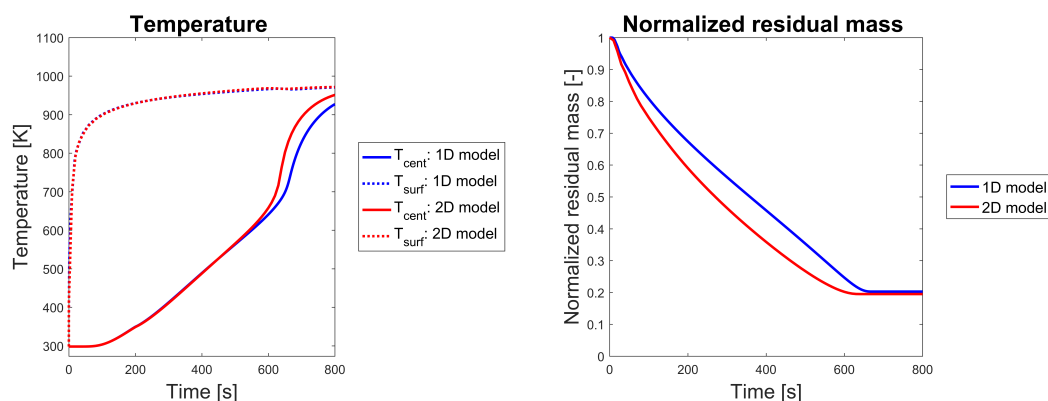 Temperature
1100
1000
900
800
700
600
500
400
300
0
200
400
600
800
Temperature [K]
Time [s]
T_cent: 1D model
T_surf: 1D model
T_cent: 2D model
T_surf: 2D model
Normalized residual mass
1
0.9
0.8
0.7
0.6
0.5
0.4
0.3
0.2
0.1
0
0
200
400
600
800
Normalized residual mass [-]
Time [s]
1D model
2D model